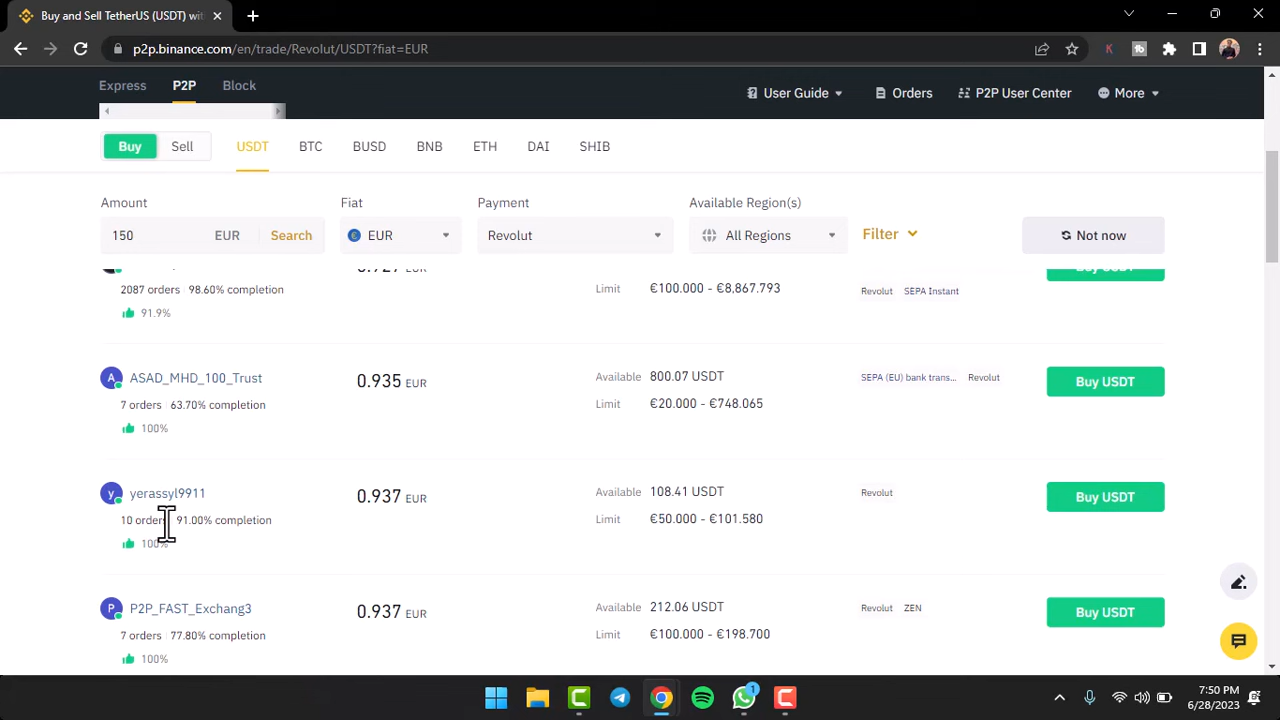 Buy and Sell TetherUS (USDT) wit
p2p.binance.com/en/trade/Revolut/USDT?fiat=EUR
Express P2P Block User Guide Orders P2P User Center More
Buy Sell USDT BTC BUSD BNB ETH DAI SHIB
Amount Fiat Payment Available Region(s)
150 EUR Search EUR Revolut All Regions Filter Not now
EUR Buy USDT
2087 orders 98.60% completion Limit €100.000 - €8,867.793 Revolut SEPA Instant
91.9%
A ASAD_MHD_100_Trust 0.935 EUR Available 800.07 USDT SEPA (EU) bank trans... Revolut Buy USDT
7 orders 63.70% completion Limit €20.000 - €748.065
100%
y yerassyl9911 0.937 EUR Available 108.41 USDT Revolut Buy USDT
10 orders 91.00% completion Limit €50.000 - €101.580
100%
P P2P_FAST_Exchang3 0.937 EUR Available 212.06 USDT Revolut ZEN Buy USDT
7 orders 77.80% completion Limit €100.000 - €198.700
100%
1
7:50 PM
6/28/2023